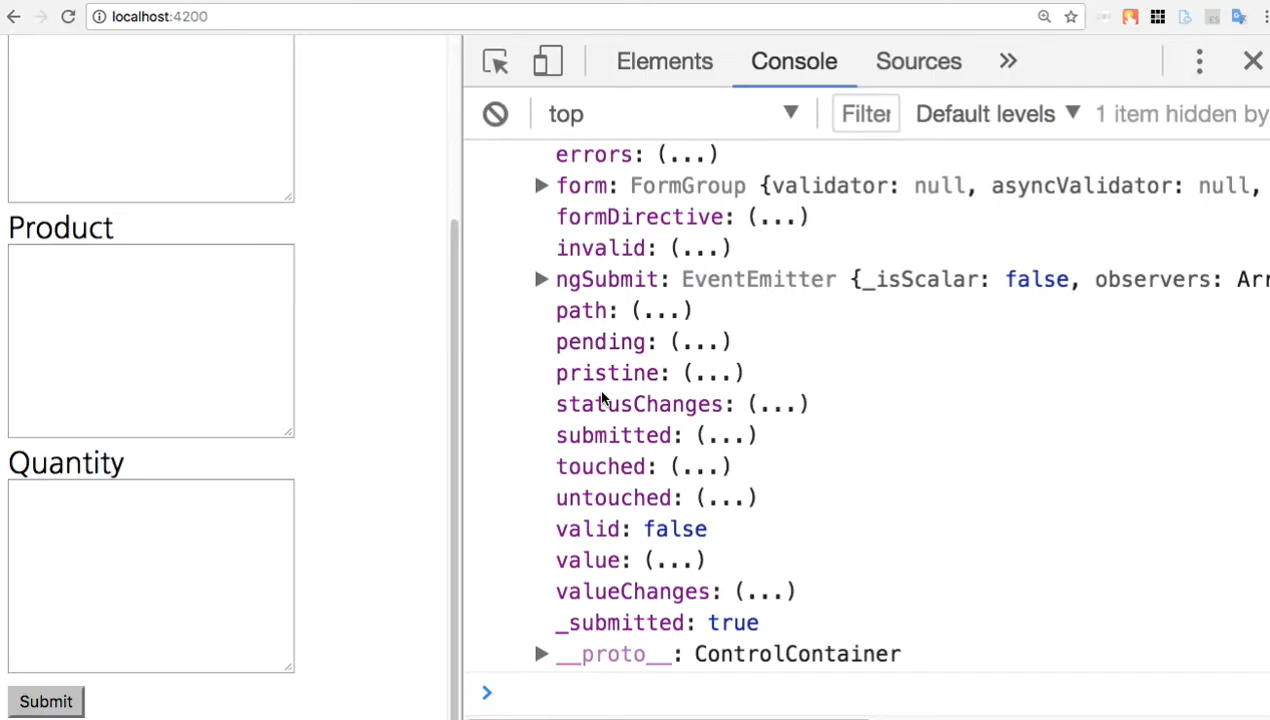 localhost:4200
Elements Console Sources »
top ▼ Filter Default levels ▼ 1 item hidden by
errors: (...)
▶ form: FormGroup {validator: null, asyncValidator: null,
formDirective: (...)
invalid: (...)
▶ ngSubmit: EventEmitter {_isScalar: false, observers: Arr
path: (...)
pending: (...)
pristine: (...)
statusChanges: (...)
submitted: (...)
touched: (...)
untouched: (...)
valid: false
value: (...)
valueChanges: (...)
_submitted: true
▶ __proto__: ControlContainer
>
Product
Quantity
Submit